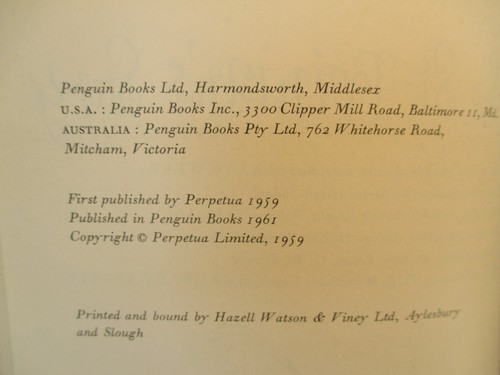 Penguin Books Ltd, Harmondsworth, Middlesex
U.S.A. : Penguin Books Inc., 3300 Clipper Mill Road, Baltimore 11, Md.
AUSTRALIA : Penguin Books Pty Ltd, 762 Whitehorse Road,
Mitcham, Victoria
First published by Perpetua 1959
Published in Penguin Books 1961
Copyright © Perpetua Limited, 1959
Printed and bound by Hazell Watson & Viney Ltd, Aylesbury
and Slough